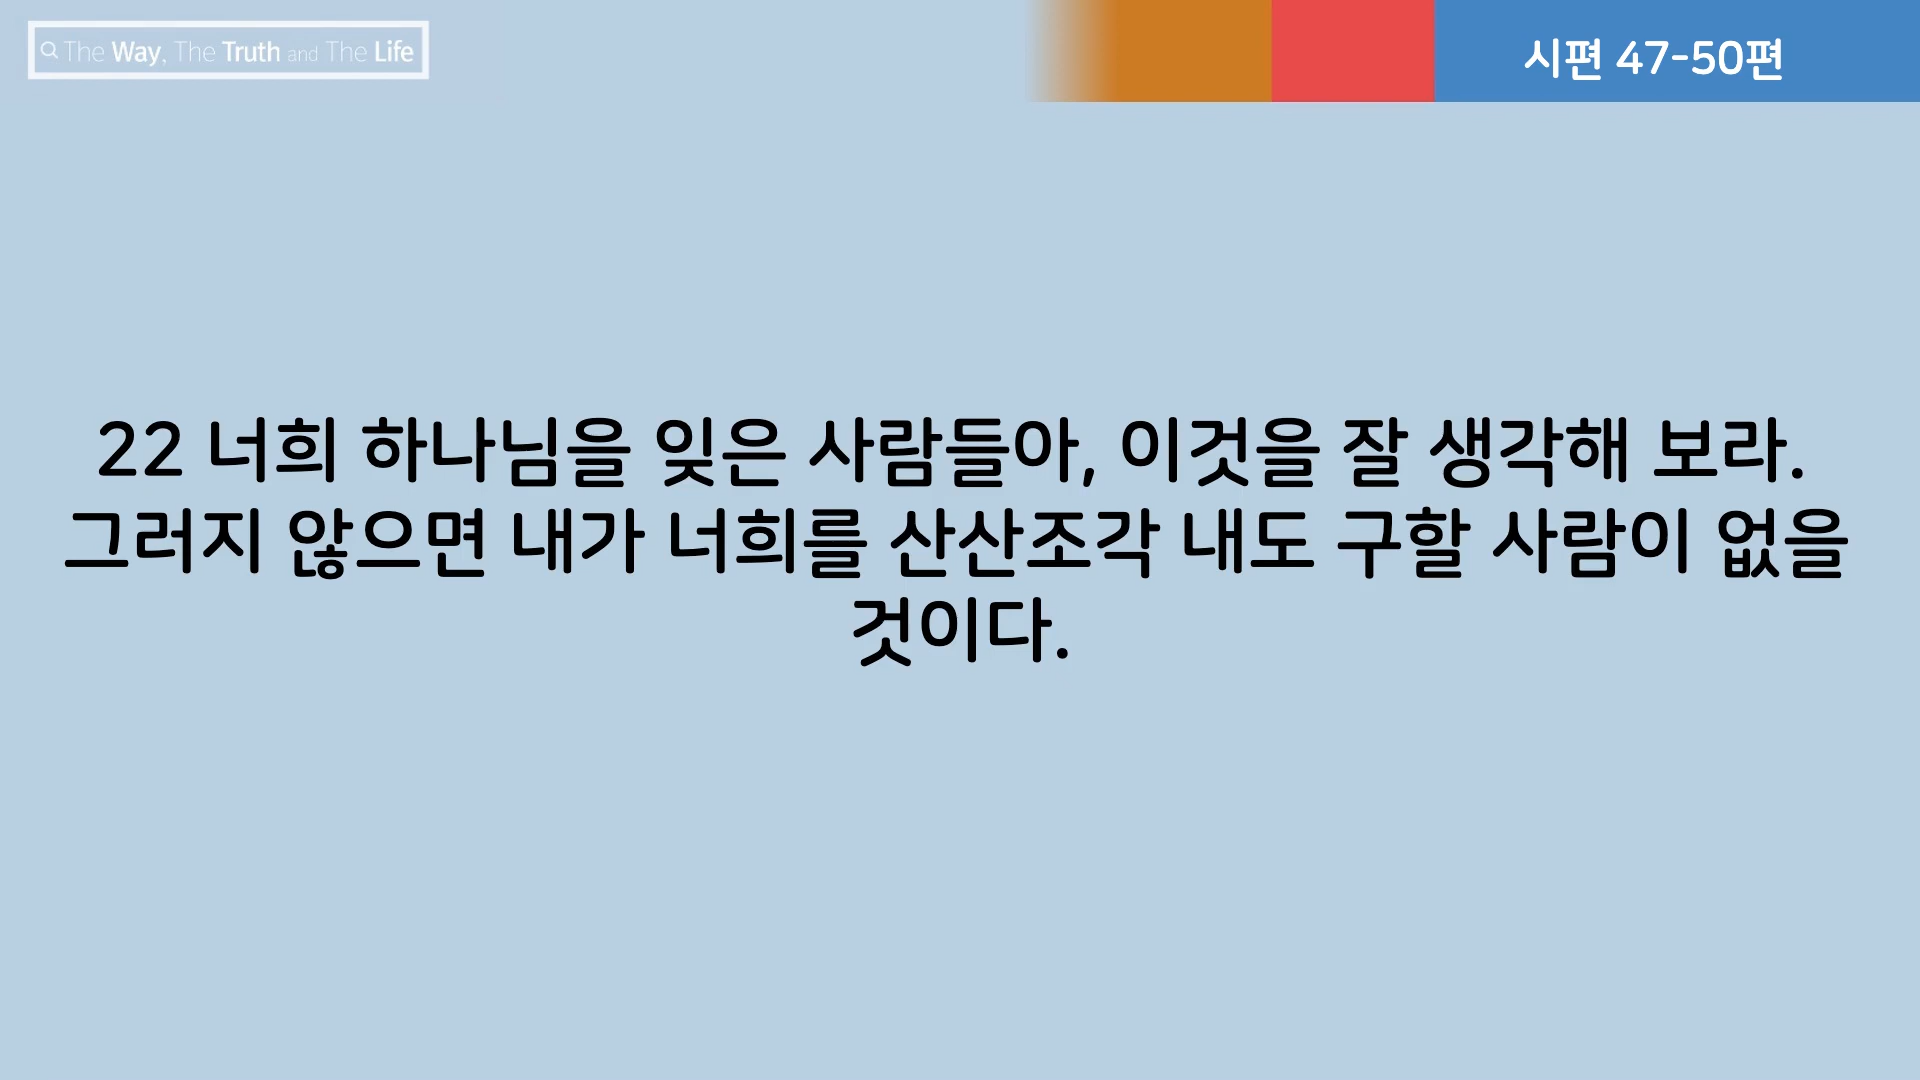 The Way, The Truth and The Life
시편 47-50편
22 너희 하나님을 잊은 사람들아, 이것을 잘 생각해 보라.
그러지 않으면 내가 너희를 산산조각 내도 구할 사람이 없을
것이다.